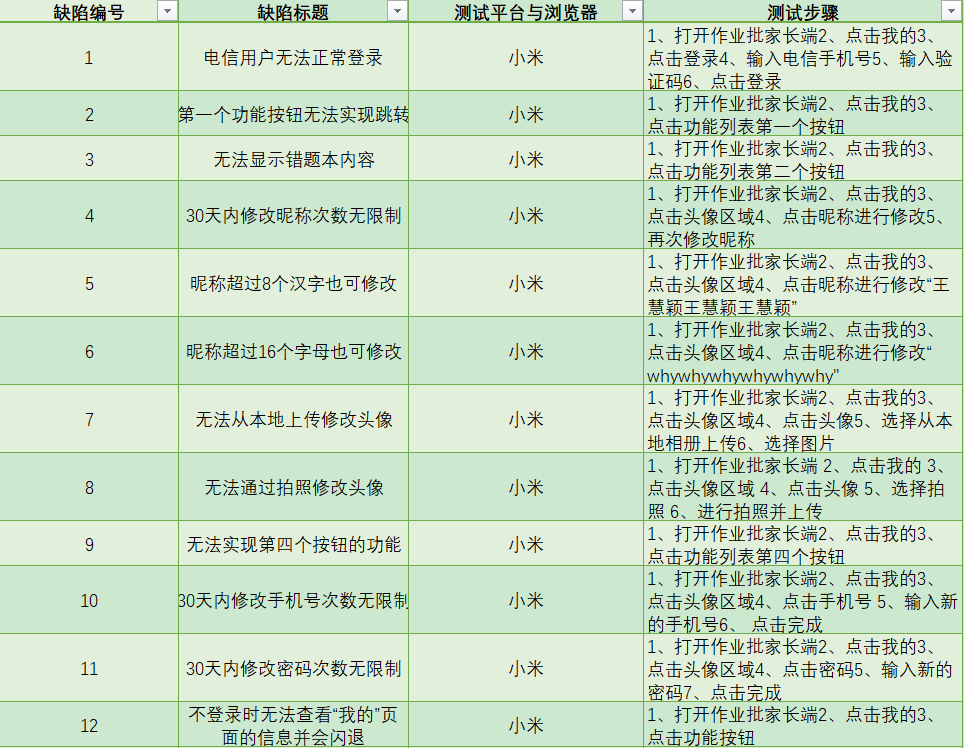 缺陷编号 缺陷标题 测试平台与浏览器 测试步骤
1 电信用户无法正常登录 小米 1、打开作业批家长端2、点击我的3、
点击登录4、输入电信手机号5、输入验
证码6、点击登录
2 第一个功能按钮无法实现跳转 小米 1、打开作业批家长端2、点击我的3、
点击功能列表第一个按钮
3 无法显示错题本内容 小米 1、打开作业批家长端2、点击我的3、
点击功能列表第二个按钮
4 30天内修改昵称次数无限制 小米 1、打开作业批家长端2、点击我的3、
点击头像区域4、点击昵称进行修改5、
再次修改昵称
5 昵称超过8个汉字也可修改 小米 1、打开作业批家长端2、点击我的3、
点击头像区域4、点击昵称进行修改“王
慧颖王慧颖王慧颖”
6 昵称超过16个字母也可修改 小米 1、打开作业批家长端2、点击我的3、
点击头像区域4、点击昵称进行修改“
whywhywhywhywhywhy"
7 无法从本地上传修改头像 小米 1、打开作业批家长端2、点击我的3、
点击头像区域4、点击头像5、选择从本
地相册上传6、选择图片
8 无法通过拍照修改头像 小米 1、打开作业批家长端 2、点击我的 3、
点击头像区域 4、点击头像 5、选择拍
照 6、进行拍照并上传
9 无法实现第四个按钮的功能 小米 1、打开作业批家长端2、点击我的3、
点击功能列表第四个按钮
10 30天内修改手机号次数无限制 小米 1、打开作业批家长端2、点击我的3、
点击头像区域4、点击手机号 5、输入新
的手机号6、 点击完成
11 30天内修改密码次数无限制 小米 1、打开作业批家长端2、点击我的3、
点击头像区域4、点击密码5、输入新的
密码7、点击完成
12 不登录时无法查看“我的”页
面的信息并会闪退 小米 1、打开作业批家长端2、点击我的3、
点击功能按钮